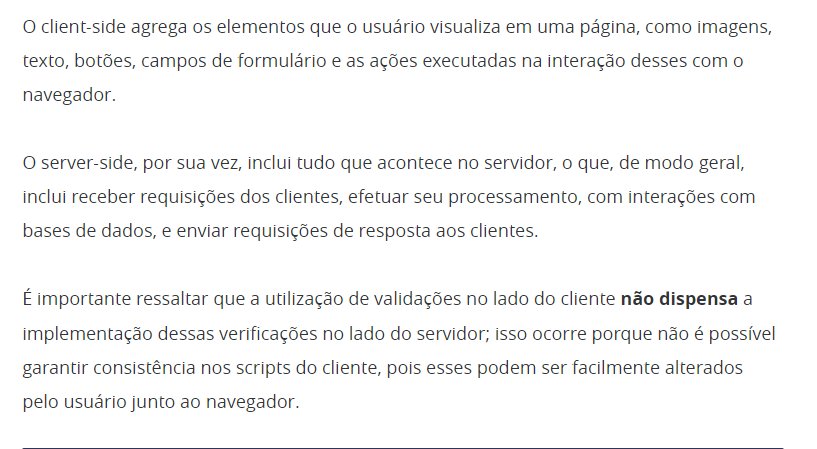 O client-side agrega os elementos que o usuário visualiza em uma página, como imagens,
texto, botões, campos de formulário e as ações executadas na interação desses com o
navegador.
O server-side, por sua vez, inclui tudo que acontece no servidor, o que, de modo geral,
inclui receber requisições dos clientes, efetuar seu processamento, com interações com
bases de dados, e enviar requisições de resposta aos clientes.
É importante ressaltar que a utilização de validações no lado do cliente não dispensa a
implementação dessas verificações no lado do servidor; isso ocorre porque não é possível
garantir consistência nos scripts do cliente, pois esses podem ser facilmente alterados
pelo usuário junto ao navegador.